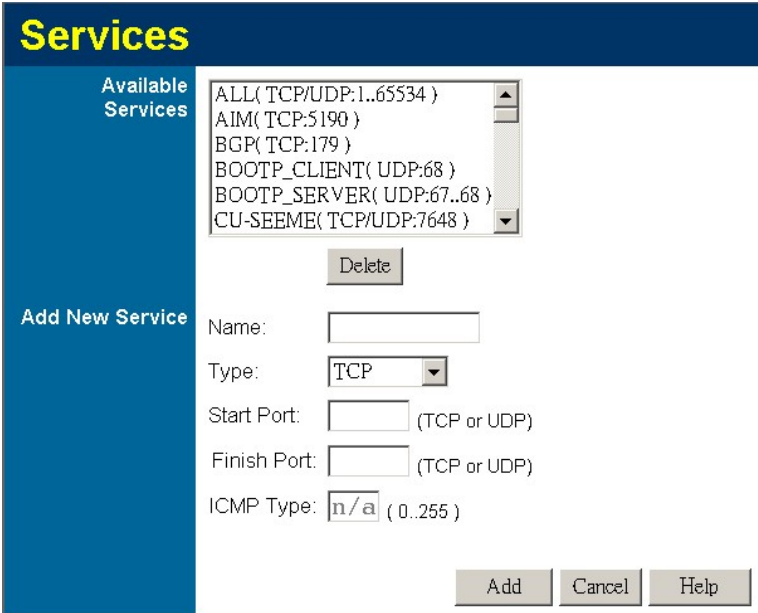 Services
Available
Services
ALL( TCP/UDP:1..65534 )
AIM( TCP:5190 )
BGP( TCP:179 )
BOOTP_CLIENT( UDP:68 )
BOOTP_SERVER( UDP:67..68 )
CU-SEEME( TCP/UDP:7648 )
Delete
Add New Service
Name:
Type: TCP
Start Port: (TCP or UDP)
Finish Port: (TCP or UDP)
ICMP Type: n/a ( 0..255 )
Add Cancel Help